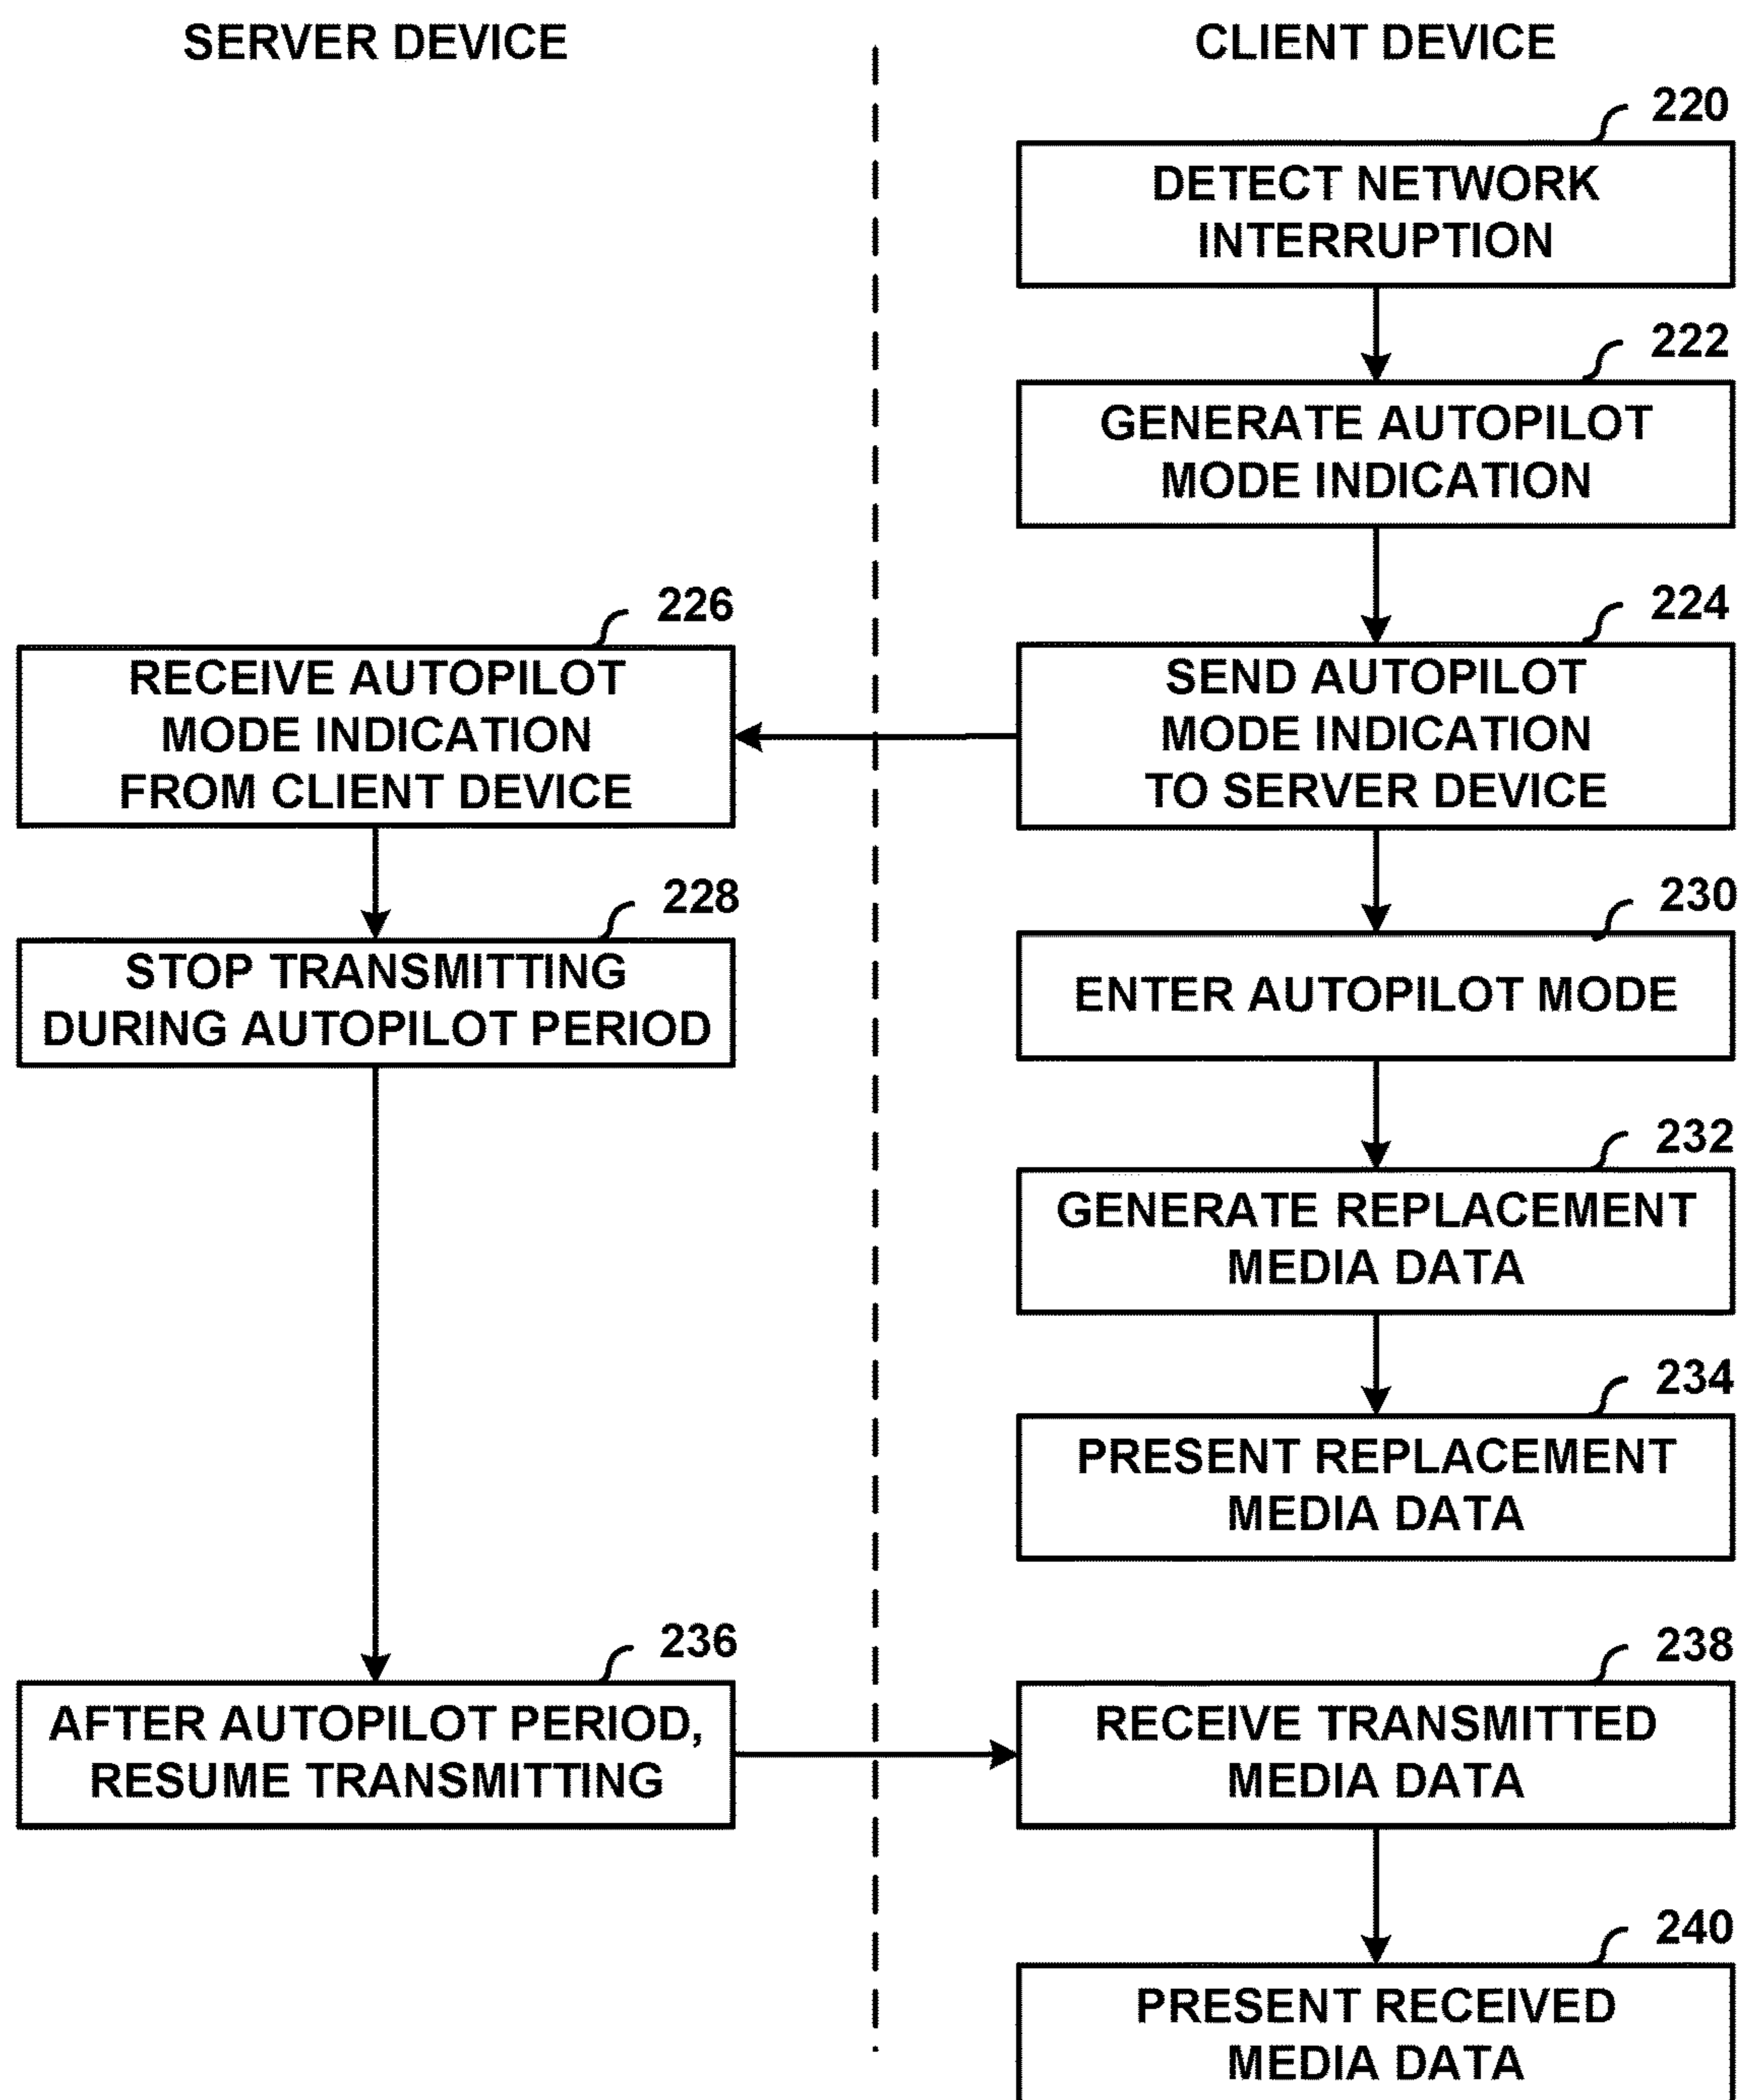 SERVER DEVICE
CLIENT DEVICE
220
DETECT NETWORK
INTERRUPTION
222
GENERATE AUTOPILOT
MODE INDICATION
224
SEND AUTOPILOT
MODE INDICATION
TO SERVER DEVICE
226
RECEIVE AUTOPILOT
MODE INDICATION
FROM CLIENT DEVICE
228
STOP TRANSMITTING
DURING AUTOPILOT PERIOD
230
ENTER AUTOPILOT MODE
232
GENERATE REPLACEMENT
MEDIA DATA
234
PRESENT REPLACEMENT
MEDIA DATA
236
AFTER AUTOPILOT PERIOD,
RESUME TRANSMITTING
238
RECEIVE TRANSMITTED
MEDIA DATA
240
PRESENT RECEIVED
MEDIA DATA